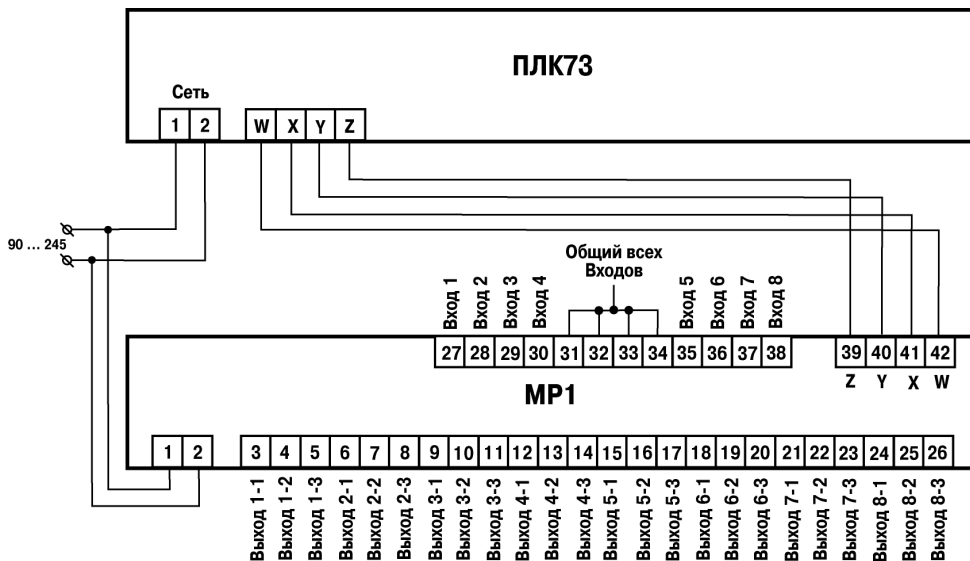 ПЛК73
Сеть
1 2 W X Y Z
90 ... 245
Общий всех
Входов
Вход 1
Вход 2
Вход 3
Вход 4
Вход 5
Вход 6
Вход 7
Вход 8
27 28 29 30 31 32 33 34 35 36 37 38 39 40 41 42
Z Y X W
МР1
1 2 3 4 5 6 7 8 9 10 11 12 13 14 15 16 17 18 19 20 21 22 23 24 25 26
Выход 1-1
Выход 1-2
Выход 1-3
Выход 2-1
Выход 2-2
Выход 2-3
Выход 3-1
Выход 3-2
Выход 3-3
Выход 4-1
Выход 4-2
Выход 4-3
Выход 5-1
Выход 5-2
Выход 5-3
Выход 6-1
Выход 6-2
Выход 6-3
Выход 7-1
Выход 7-2
Выход 7-3
Выход 8-1
Выход 8-2
Выход 8-3